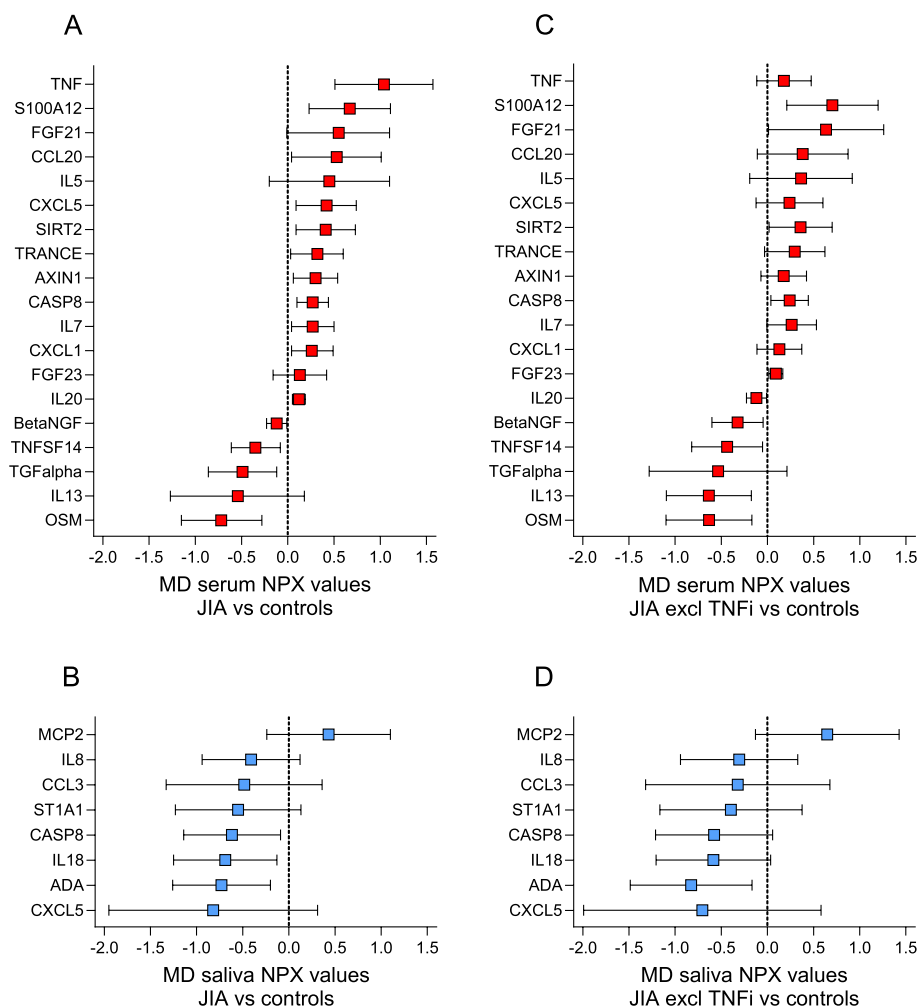 A
TNF
S100A12
FGF21
CCL20
IL5
CXCL5
SIRT2
TRANCE
AXIN1
CASP8
IL7
CXCL1
FGF23
IL20
BetaNGF
TNFSF14
TGFalpha
IL13
OSM
-2.0 -1.5 -1.0 -0.5 0.0 0.5 1.0 1.5
MD serum NPX values
JIA vs controls
C
TNF
S100A12
FGF21
CCL20
IL5
CXCL5
SIRT2
TRANCE
AXIN1
CASP8
IL7
CXCL1
FGF23
IL20
BetaNGF
TNFSF14
TGFalpha
IL13
OSM
-2.0 -1.5 -1.0 -0.5 0.0 0.5 1.0 1.5
MD serum NPX values
JIA excl TNFi vs controls
B
MCP2
IL8
CCL3
ST1A1
CASP8
IL18
ADA
CXCL5
-2.0 -1.5 -1.0 -0.5 0.0 0.5 1.0 1.5
MD saliva NPX values
JIA vs controls
D
MCP2
IL8
CCL3
ST1A1
CASP8
IL18
ADA
CXCL5
-2.0 -1.5 -1.0 -0.5 0.0 0.5 1.0 1.5
MD saliva NPX values
JIA excl TNFi vs controls